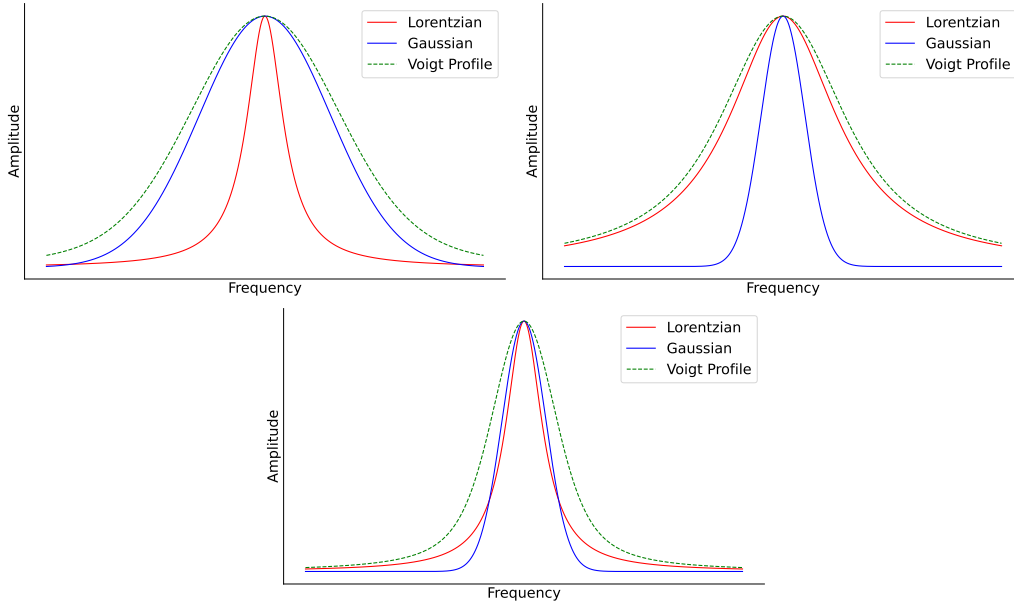 Lorentzian
Gaussian
Voigt Profile
Amplitude
Frequency
Lorentzian
Gaussian
Voigt Profile
Amplitude
Frequency
Lorentzian
Gaussian
Voigt Profile
Amplitude
Frequency